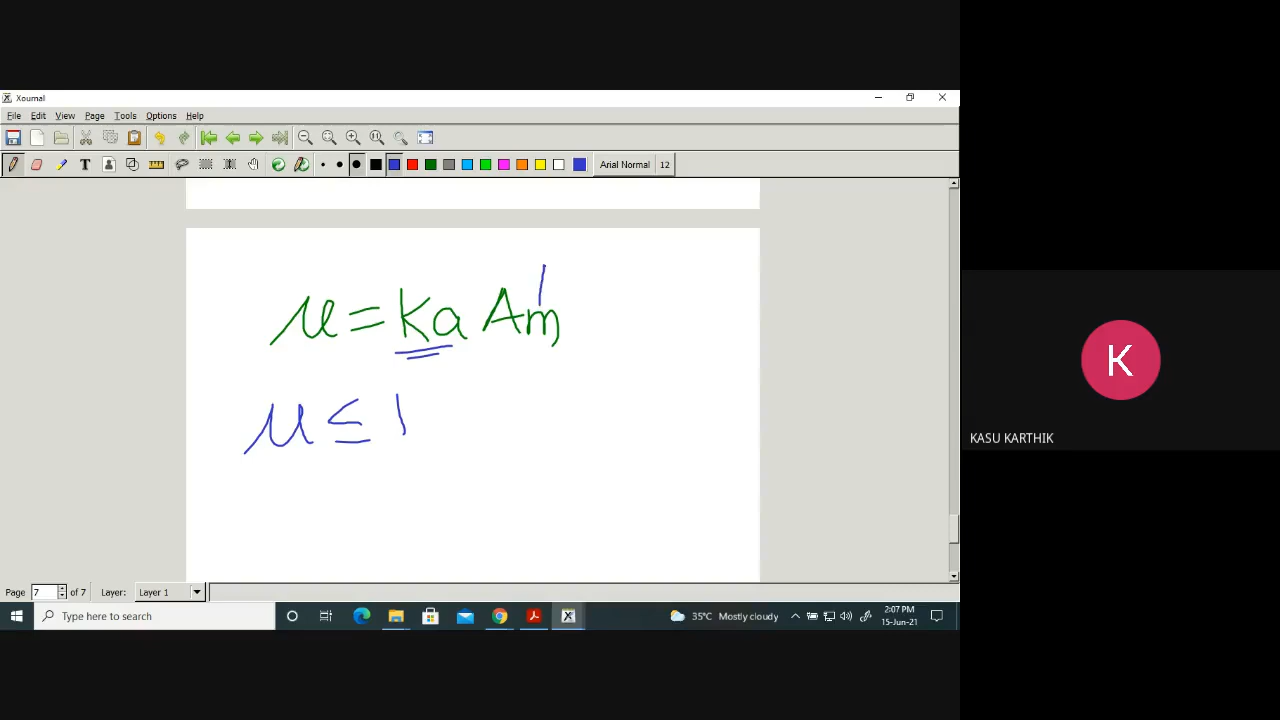 Xournal
File Edit View Page Tools Options Help
T Arial Normal 12
μ = Ka Am
μ ≤ 1
K
KASU KARTHIK
Page 7 of 7 Layer: Layer 1
Type here to search 35°C Mostly cloudy 2:07 PM
15-Jun-21